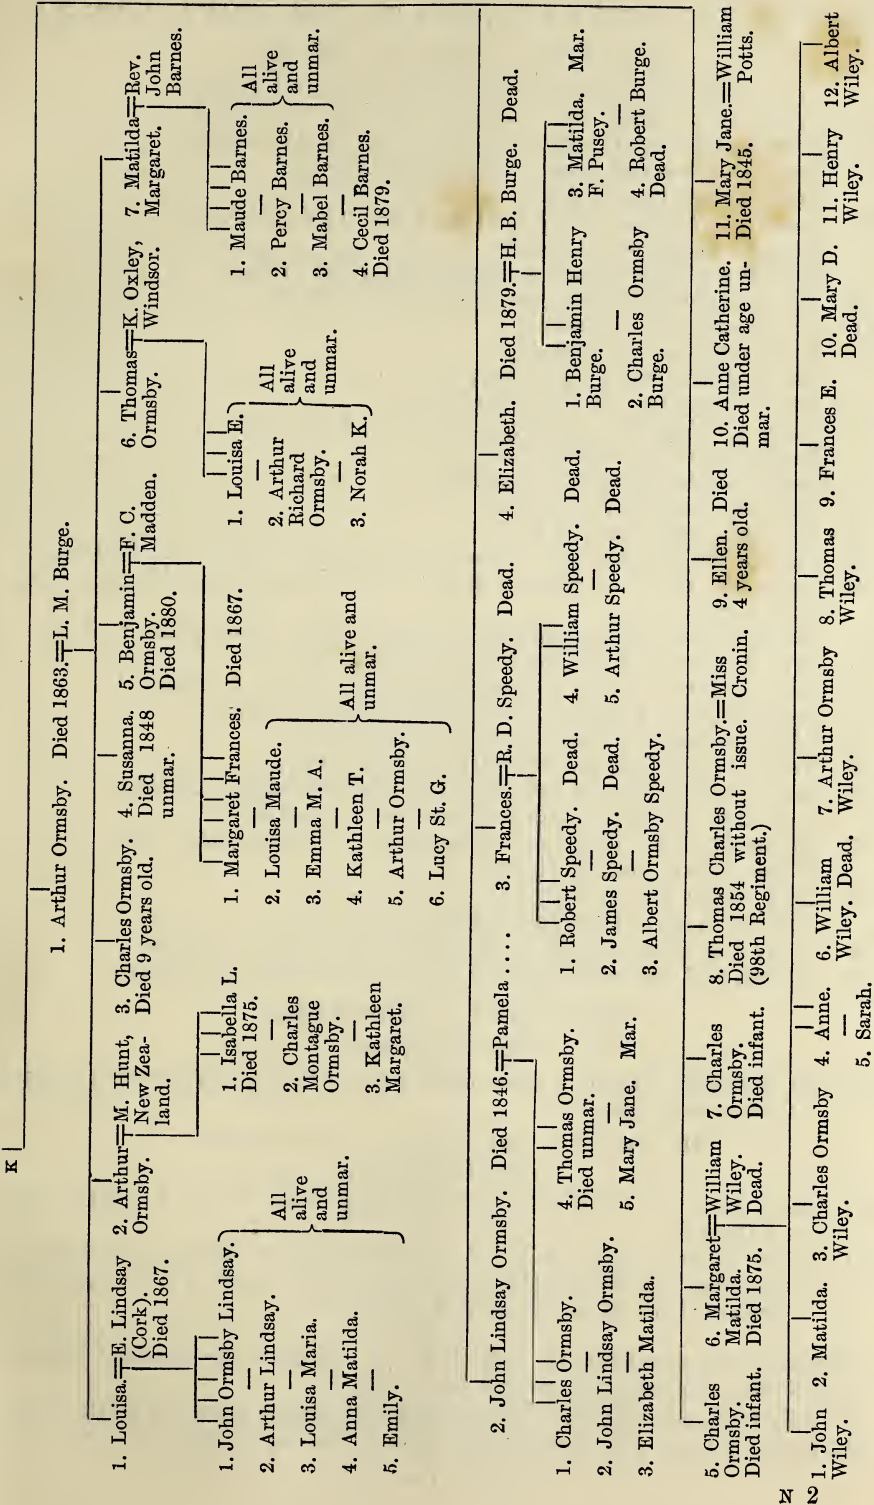 K
1. Arthur Ormsby. Died 1863.=L. M. Burge.
1. Louisa.=E. Lindsay
(Cork).
Died 1867.
1. John Ormsby Lindsay.
—
2. Arthur Lindsay.
—
3. Louisa Maria.
—
4. Anna Matilda.
—
5. Emily.
All
alive
and
unmar.
2. Arthur=M. Hunt,
Ormsby. New Zea-
land.
1. Isabella L.
Died 1875.
—
2. Charles
Montague
Ormsby.
—
3. Kathleen
Margaret.
3. Charles Ormsby.
Died 9 years old.
4. Susanna.
Died 1848
unmar.
5. Benjamin=F. C.
Ormsby. Madden.
Died 1880.
1. Margaret Frances. Died 1867.
—
2. Louisa Maude.
—
3. Emma M. A.
—
4. Kathleen T.
—
5. Arthur Ormsby.
—
6. Lucy St. G.
All alive and
unmar.
6. Thomas=K. Oxley,
Ormsby. Windsor.
1. Louisa E.
—
2. Arthur
Richard
Ormsby.
—
3. Norah K.
All
alive
and
unmar.
7. Matilda=Rev.
Margaret. John
Barnes.
1. Maude Barnes.
—
2. Percy Barnes.
—
3. Mabel Barnes.
—
4. Cecil Barnes.
Died 1879.
All
alive
and
unmar.
2. John Lindsay Ormsby. Died 1846.=Pamela ....
1. Charles Ormsby.
—
2. John Lindsay Ormsby.
—
3. Elizabeth Matilda.
4. Thomas Ormsby.
Died unmar.
—
5. Mary Jane. Mar.
3. Frances.=R. D. Speedy. Dead.
1. Robert Speedy. Dead.
—
2. James Speedy. Dead.
—
3. Albert Ormsby Speedy.
4. William Speedy. Dead.
—
5. Arthur Speedy. Dead.
4. Elizabeth. Died 1879.=H. B. Burge. Dead.
1. Benjamin Henry
Burge.
—
2. Charles Ormsby
Burge.
3. Matilda. Mar.
F. Pusey.
—
4. Robert Burge.
Dead.
5. Charles
Ormsby.
Died infant.
6. Margaret=William
Matilda. Wiley.
Died 1875. Dead.
7. Charles
Ormsby.
Died infant.
8. Thomas Charles Ormsby.=Miss
Died 1854 without issue. Cronin.
(98th Regiment.)
9. Ellen. Died
4 years old.
10. Anne Catherine.
Died under age un-
mar.
11. Mary Jane.=William
Died 1845. Potts.
1. John
Wiley.
2. Matilda.
3. Charles Ormsby
Wiley.
4. Anne.
—
5. Sarah.
6. William
Wiley. Dead.
7. Arthur Ormsby
Wiley.
8. Thomas
Wiley.
9. Frances E.
10. Mary D.
Dead.
11. Henry
Wiley.
12. Albert
Wiley.
N 2